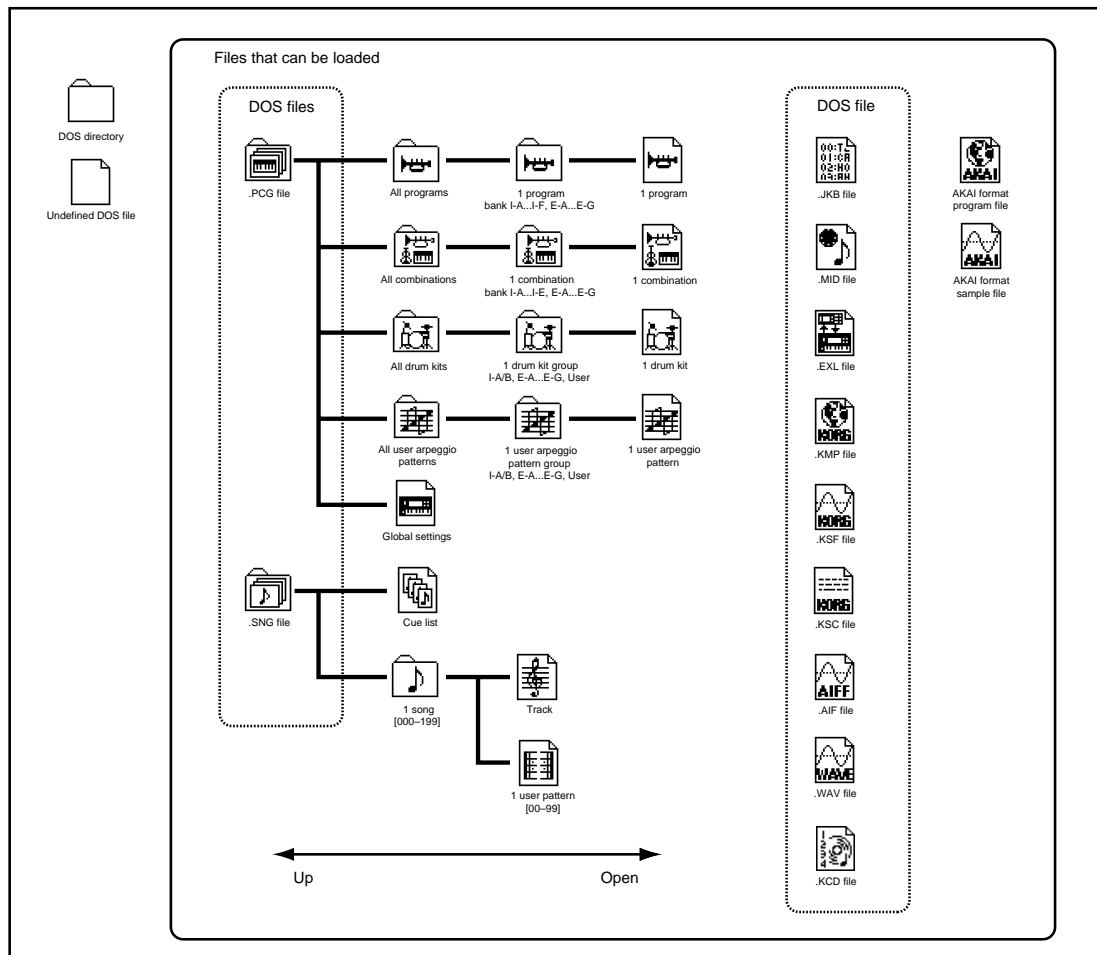 Files that can be loaded
DOS directory
Undefined DOS file
DOS files
.PCG file
All programs
1 program
bank I-A...I-F, E-A...E-G
1 program
All combinations
1 combination
bank I-A...I-E, E-A...E-G
1 combination
All drum kits
1 drum kit group
I-A/B, E-A...E-G, User
1 drum kit
All user arpeggio
patterns
1 user arpeggio
pattern group
I-A/B, E-A...E-G, User
1 user arpeggio
pattern
Global settings
.SNG file
Cue list
1 song
[000–199]
Track
1 user pattern
[00–99]
Up
Open
DOS file
.JKB file
.MID file
.EXL file
KORG
.KMP file
KORG
.KSF file
KORG
.KSC file
AIFF
.AIF file
WAVE
.WAV file
1
2
3
4
.KCD file
AKAI
AKAI format
program file
AKAI
AKAI format
sample file